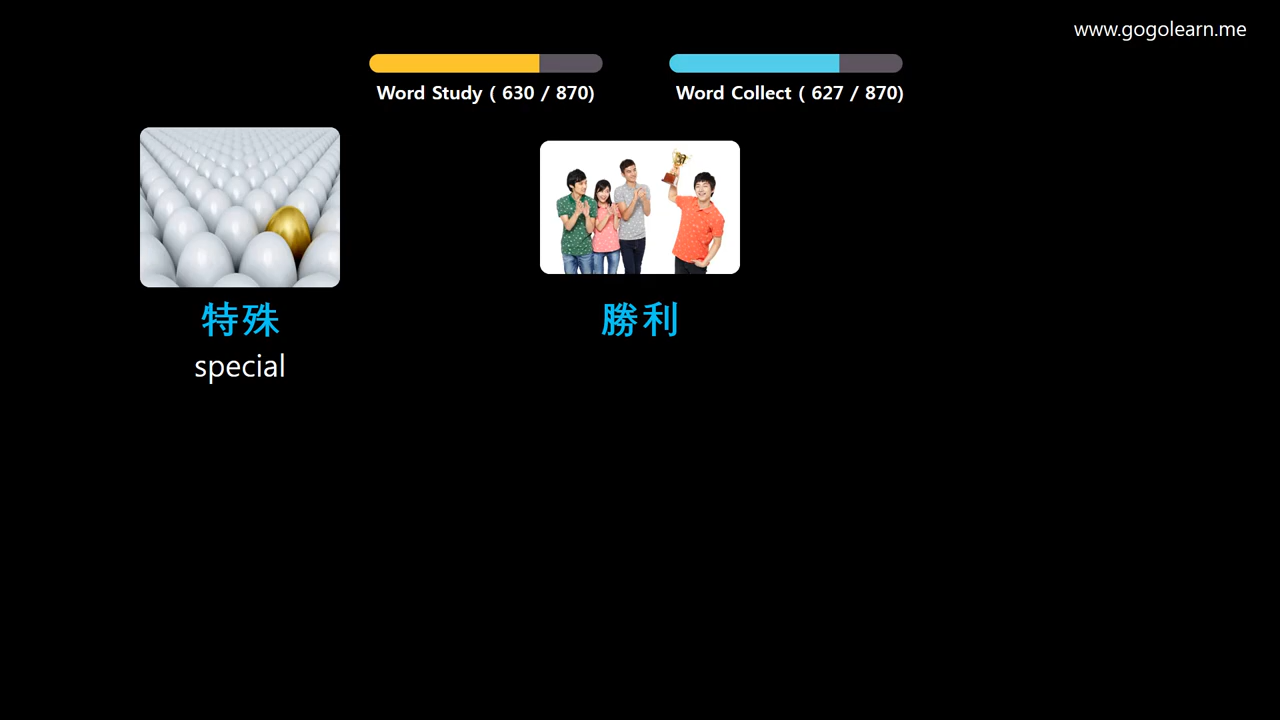 www.gogolearn.me
Word Study ( 630 / 870)
Word Collect ( 627 / 870)
特殊
special
勝利